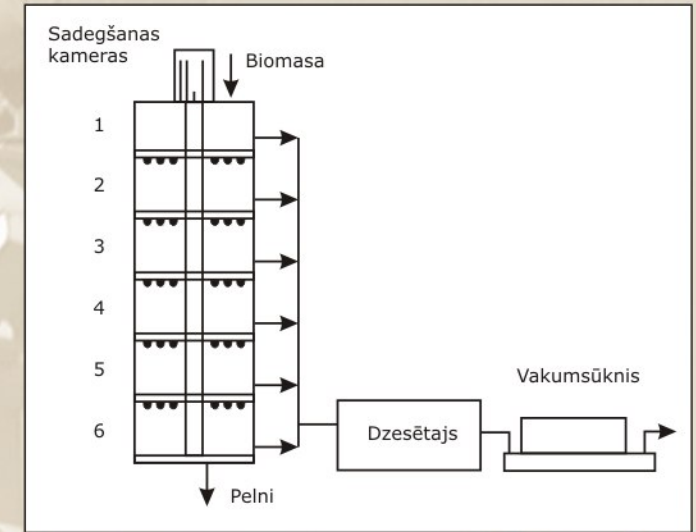 Sadegšanas
kameras
Biomasa
1
2
3
4
5
6
Vakumsūknis
Dzesētajs
Pelni